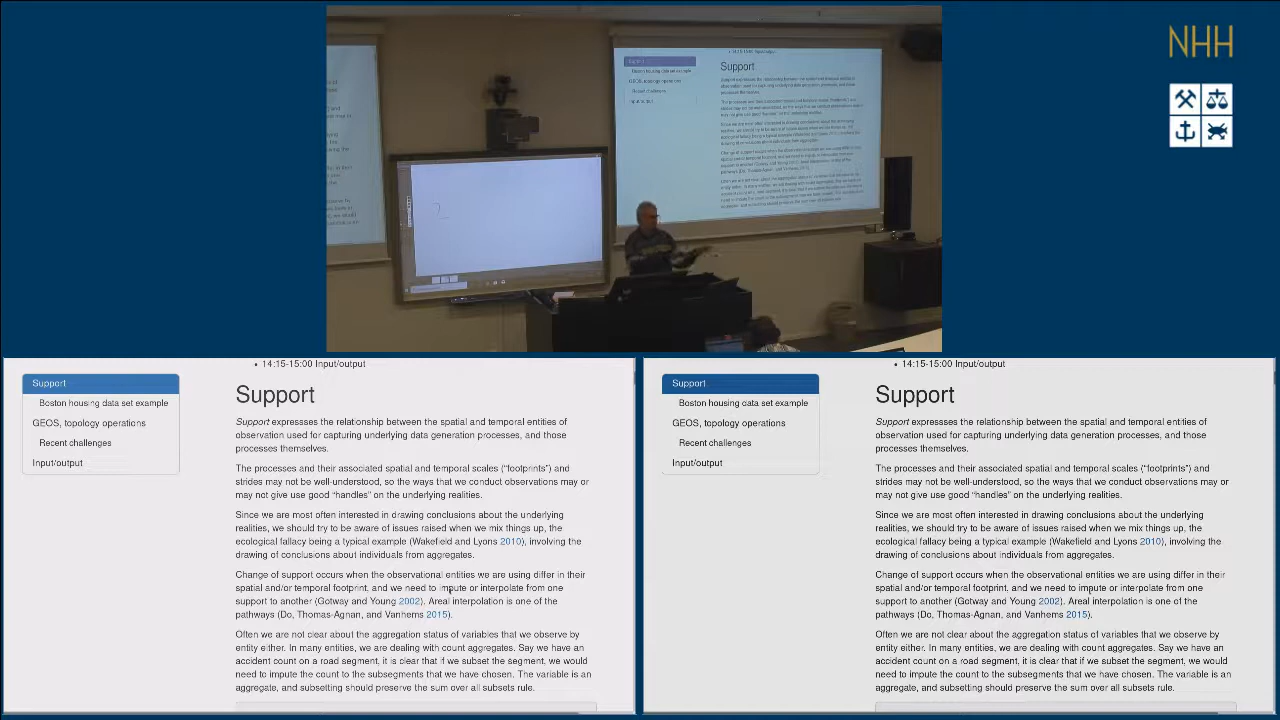 NHH
Support
• 14:15-15:00 Input/output
Support
Boston housing data set example
GEOS, topology operations
Recent challenges
Input/output
Support
Support expressses the relationship between the spatial and temporal entities of
observation used for capturing underlying data generation processes, and those
processes themselves.
The processes and their associated spatial and temporal scales (“footprints”) and
strides may not be well-understood, so the ways that we conduct observations may or
may not give use good “handles” on the underlying realities.
Since we are most often interested in drawing conclusions about the underlying
realities, we should try to be aware of issues raised when we mix things up, the
ecological fallacy being a typical example (Wakefield and Lyons 2010), involving the
drawing of conclusions about individuals from aggregates.
Change of support occurs when the observational entities we are using differ in their
spatial and/or temporal footprint, and we need to impute or interpolate from one
support to another (Gotway and Young 2002). Areal interpolation is one of the
pathways (Do, Thomas-Agnan, and Vanhems 2015).
Often we are not clear about the aggregation status of variables that we observe by
entity either. In many entities, we are dealing with count aggregates. Say we have an
accident count on a road segment, it is clear that if we subset the segment, we would
need to impute the count to the subsegments that we have chosen. The variable is an
aggregate, and subsetting should preserve the sum over all subsets rule.
• 14:15-15:00 Input/output
Support
Boston housing data set example
GEOS, topology operations
Recent challenges
Input/output
Support
Support expressses the relationship between the spatial and temporal entities of
observation used for capturing underlying data generation processes, and those
processes themselves.
The processes and their associated spatial and temporal scales (“footprints”) and
strides may not be well-understood, so the ways that we conduct observations may or
may not give use good “handles” on the underlying realities.
Since we are most often interested in drawing conclusions about the underlying
realities, we should try to be aware of issues raised when we mix things up, the
ecological fallacy being a typical example (Wakefield and Lyons 2010), involving the
drawing of conclusions about individuals from aggregates.
Change of support occurs when the observational entities we are using differ in their
spatial and/or temporal footprint, and we need to impute or interpolate from one
support to another (Gotway and Young 2002). Areal interpolation is one of the
pathways (Do, Thomas-Agnan, and Vanhems 2015).
Often we are not clear about the aggregation status of variables that we observe by
entity either. In many entities, we are dealing with count aggregates. Say we have an
accident count on a road segment, it is clear that if we subset the segment, we would
need to impute the count to the subsegments that we have chosen. The variable is an
aggregate, and subsetting should preserve the sum over all subsets rule.